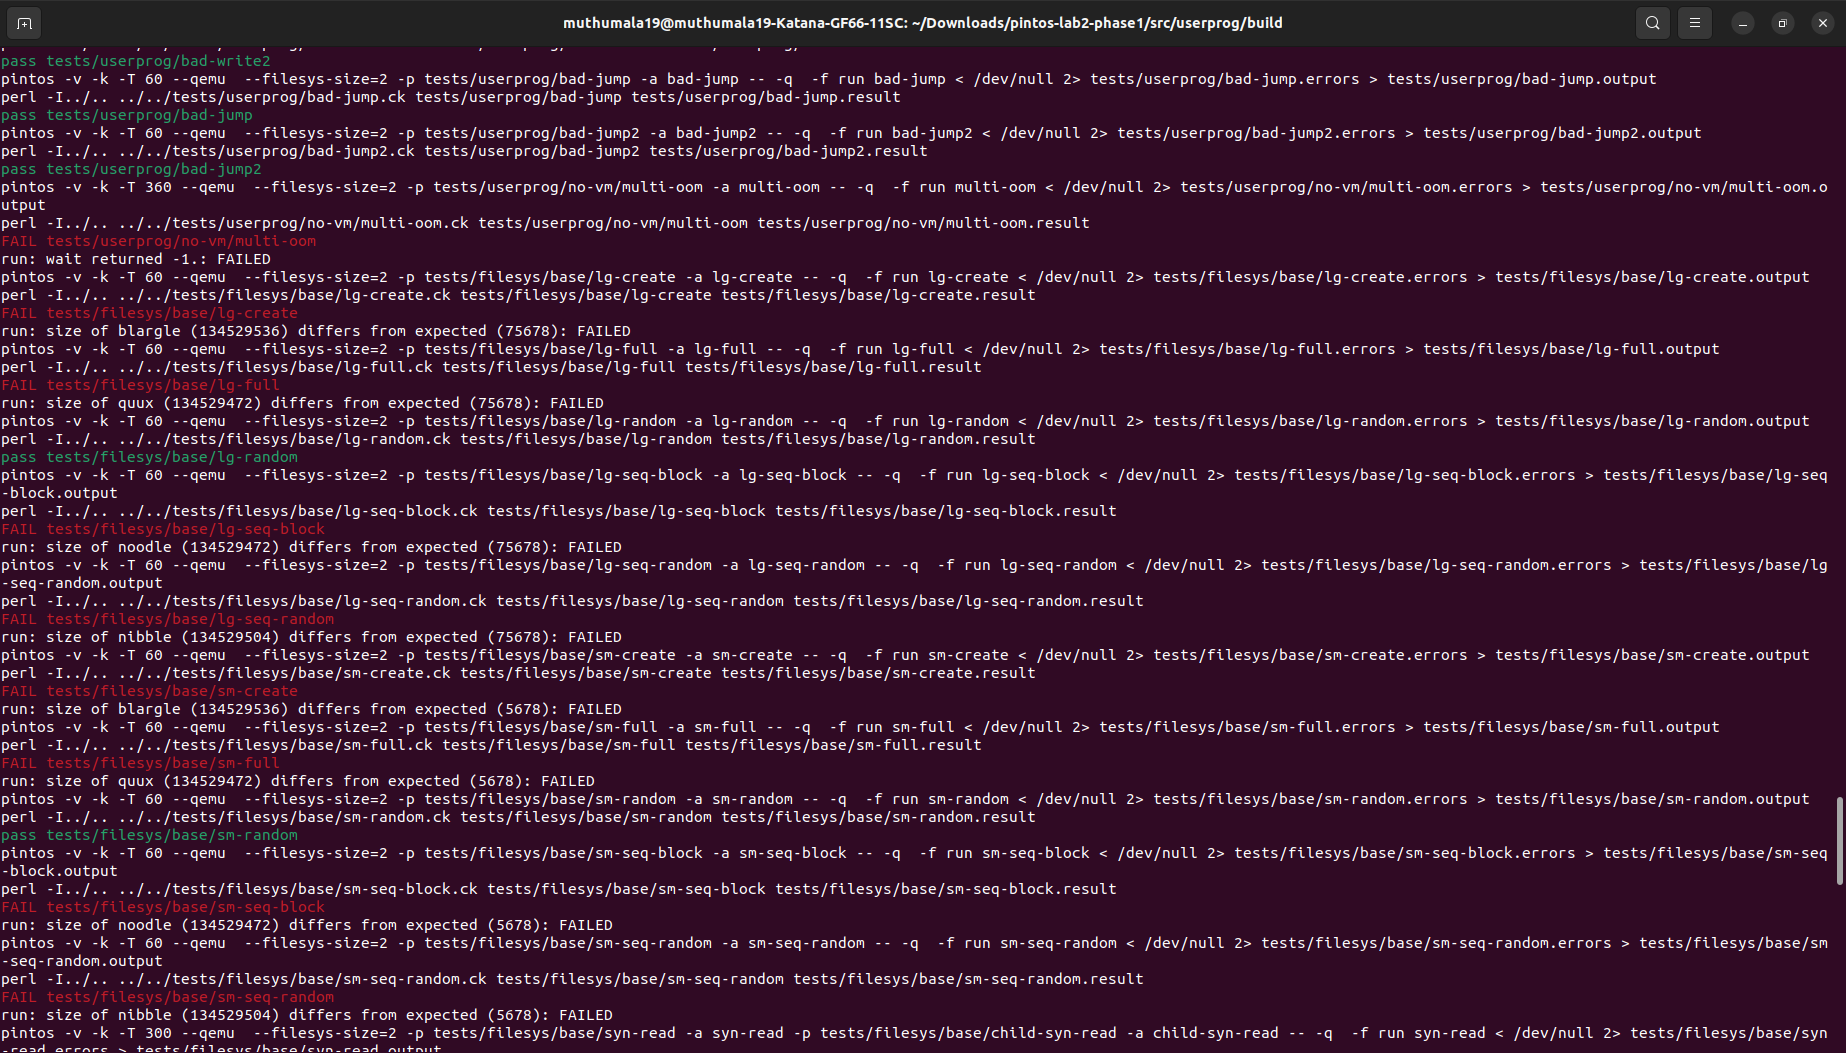 muthumala19@muthumala19-Katana-GF66-11SC: ~/Downloads/pintos-lab2-phase1/src/userprog/build
pass tests/userprog/bad-write2
pintos -v -k -T 60 --qemu  --filesys-size=2 -p tests/userprog/bad-jump -a bad-jump -- -q  -f run bad-jump < /dev/null 2> tests/userprog/bad-jump.errors > tests/userprog/bad-jump.output
perl -I../.. ../../tests/userprog/bad-jump.ck tests/userprog/bad-jump tests/userprog/bad-jump.result
pass tests/userprog/bad-jump
pintos -v -k -T 60 --qemu  --filesys-size=2 -p tests/userprog/bad-jump2 -a bad-jump2 -- -q  -f run bad-jump2 < /dev/null 2> tests/userprog/bad-jump2.errors > tests/userprog/bad-jump2.output
perl -I../.. ../../tests/userprog/bad-jump2.ck tests/userprog/bad-jump2 tests/userprog/bad-jump2.result
pass tests/userprog/bad-jump2
pintos -v -k -T 360 --qemu  --filesys-size=2 -p tests/userprog/no-vm/multi-oom -a multi-oom -- -q  -f run multi-oom < /dev/null 2> tests/userprog/no-vm/multi-oom.errors > tests/userprog/no-vm/multi-oom.o
utput
perl -I../.. ../../tests/userprog/no-vm/multi-oom.ck tests/userprog/no-vm/multi-oom tests/userprog/no-vm/multi-oom.result
FAIL tests/userprog/no-vm/multi-oom
run: wait returned -1.: FAILED
pintos -v -k -T 60 --qemu  --filesys-size=2 -p tests/filesys/base/lg-create -a lg-create -- -q  -f run lg-create < /dev/null 2> tests/filesys/base/lg-create.errors > tests/filesys/base/lg-create.output
perl -I../.. ../../tests/filesys/base/lg-create.ck tests/filesys/base/lg-create tests/filesys/base/lg-create.result
FAIL tests/filesys/base/lg-create
run: size of blargle (134529536) differs from expected (75678): FAILED
pintos -v -k -T 60 --qemu  --filesys-size=2 -p tests/filesys/base/lg-full -a lg-full -- -q  -f run lg-full < /dev/null 2> tests/filesys/base/lg-full.errors > tests/filesys/base/lg-full.output
perl -I../.. ../../tests/filesys/base/lg-full.ck tests/filesys/base/lg-full tests/filesys/base/lg-full.result
FAIL tests/filesys/base/lg-full
run: size of quux (134529472) differs from expected (75678): FAILED
pintos -v -k -T 60 --qemu  --filesys-size=2 -p tests/filesys/base/lg-random -a lg-random -- -q  -f run lg-random < /dev/null 2> tests/filesys/base/lg-random.errors > tests/filesys/base/lg-random.output
perl -I../.. ../../tests/filesys/base/lg-random.ck tests/filesys/base/lg-random tests/filesys/base/lg-random.result
pass tests/filesys/base/lg-random
pintos -v -k -T 60 --qemu  --filesys-size=2 -p tests/filesys/base/lg-seq-block -a lg-seq-block -- -q  -f run lg-seq-block < /dev/null 2> tests/filesys/base/lg-seq-block.errors > tests/filesys/base/lg-seq
-block.output
perl -I../.. ../../tests/filesys/base/lg-seq-block.ck tests/filesys/base/lg-seq-block tests/filesys/base/lg-seq-block.result
FAIL tests/filesys/base/lg-seq-block
run: size of noodle (134529472) differs from expected (75678): FAILED
pintos -v -k -T 60 --qemu  --filesys-size=2 -p tests/filesys/base/lg-seq-random -a lg-seq-random -- -q  -f run lg-seq-random < /dev/null 2> tests/filesys/base/lg-seq-random.errors > tests/filesys/base/lg
-seq-random.output
perl -I../.. ../../tests/filesys/base/lg-seq-random.ck tests/filesys/base/lg-seq-random tests/filesys/base/lg-seq-random.result
FAIL tests/filesys/base/lg-seq-random
run: size of nibble (134529504) differs from expected (75678): FAILED
pintos -v -k -T 60 --qemu  --filesys-size=2 -p tests/filesys/base/sm-create -a sm-create -- -q  -f run sm-create < /dev/null 2> tests/filesys/base/sm-create.errors > tests/filesys/base/sm-create.output
perl -I../.. ../../tests/filesys/base/sm-create.ck tests/filesys/base/sm-create tests/filesys/base/sm-create.result
FAIL tests/filesys/base/sm-create
run: size of blargle (134529536) differs from expected (5678): FAILED
pintos -v -k -T 60 --qemu  --filesys-size=2 -p tests/filesys/base/sm-full -a sm-full -- -q  -f run sm-full < /dev/null 2> tests/filesys/base/sm-full.errors > tests/filesys/base/sm-full.output
perl -I../.. ../../tests/filesys/base/sm-full.ck tests/filesys/base/sm-full tests/filesys/base/sm-full.result
FAIL tests/filesys/base/sm-full
run: size of quux (134529472) differs from expected (5678): FAILED
pintos -v -k -T 60 --qemu  --filesys-size=2 -p tests/filesys/base/sm-random -a sm-random -- -q  -f run sm-random < /dev/null 2> tests/filesys/base/sm-random.errors > tests/filesys/base/sm-random.output
perl -I../.. ../../tests/filesys/base/sm-random.ck tests/filesys/base/sm-random tests/filesys/base/sm-random.result
pass tests/filesys/base/sm-random
pintos -v -k -T 60 --qemu  --filesys-size=2 -p tests/filesys/base/sm-seq-block -a sm-seq-block -- -q  -f run sm-seq-block < /dev/null 2> tests/filesys/base/sm-seq-block.errors > tests/filesys/base/sm-seq
-block.output
perl -I../.. ../../tests/filesys/base/sm-seq-block.ck tests/filesys/base/sm-seq-block tests/filesys/base/sm-seq-block.result
FAIL tests/filesys/base/sm-seq-block
run: size of noodle (134529472) differs from expected (5678): FAILED
pintos -v -k -T 60 --qemu  --filesys-size=2 -p tests/filesys/base/sm-seq-random -a sm-seq-random -- -q  -f run sm-seq-random < /dev/null 2> tests/filesys/base/sm-seq-random.errors > tests/filesys/base/sm
-seq-random.output
perl -I../.. ../../tests/filesys/base/sm-seq-random.ck tests/filesys/base/sm-seq-random tests/filesys/base/sm-seq-random.result
FAIL tests/filesys/base/sm-seq-random
run: size of nibble (134529504) differs from expected (5678): FAILED
pintos -v -k -T 300 --qemu  --filesys-size=2 -p tests/filesys/base/syn-read -a syn-read -p tests/filesys/base/child-syn-read -a child-syn-read -- -q  -f run syn-read < /dev/null 2> tests/filesys/base/syn
-read.errors > tests/filesys/base/syn-read.output